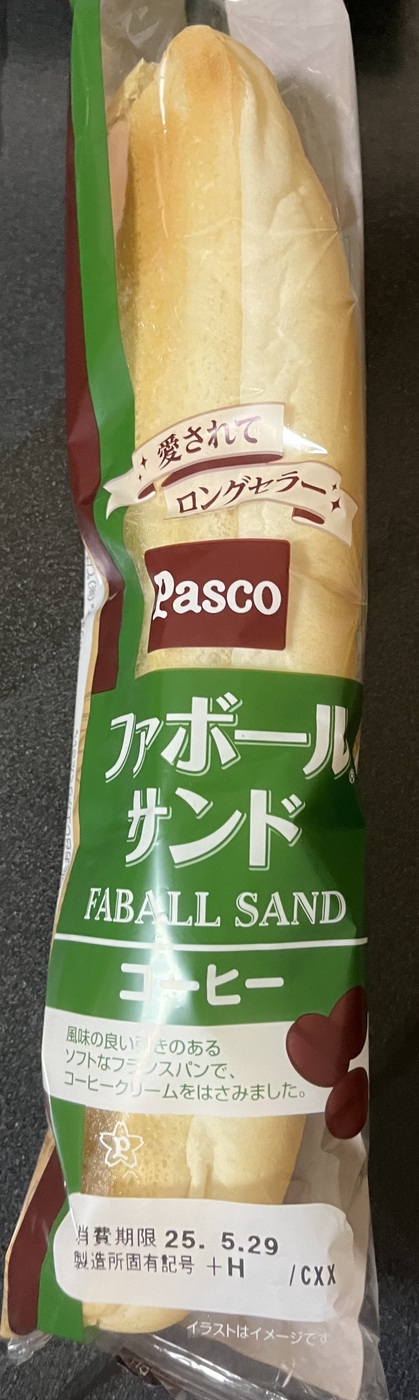 愛されて
ロングセラー
Pasco
ファボール®
サンド
FABALL SAND
コーヒー
風味の良い引きのある
ソフトなフランスパンで、
コーヒークリームをはさみました。
P
消費期限 25. 5.29
製造所固有記号 +H /CXX
イラストはイメージです